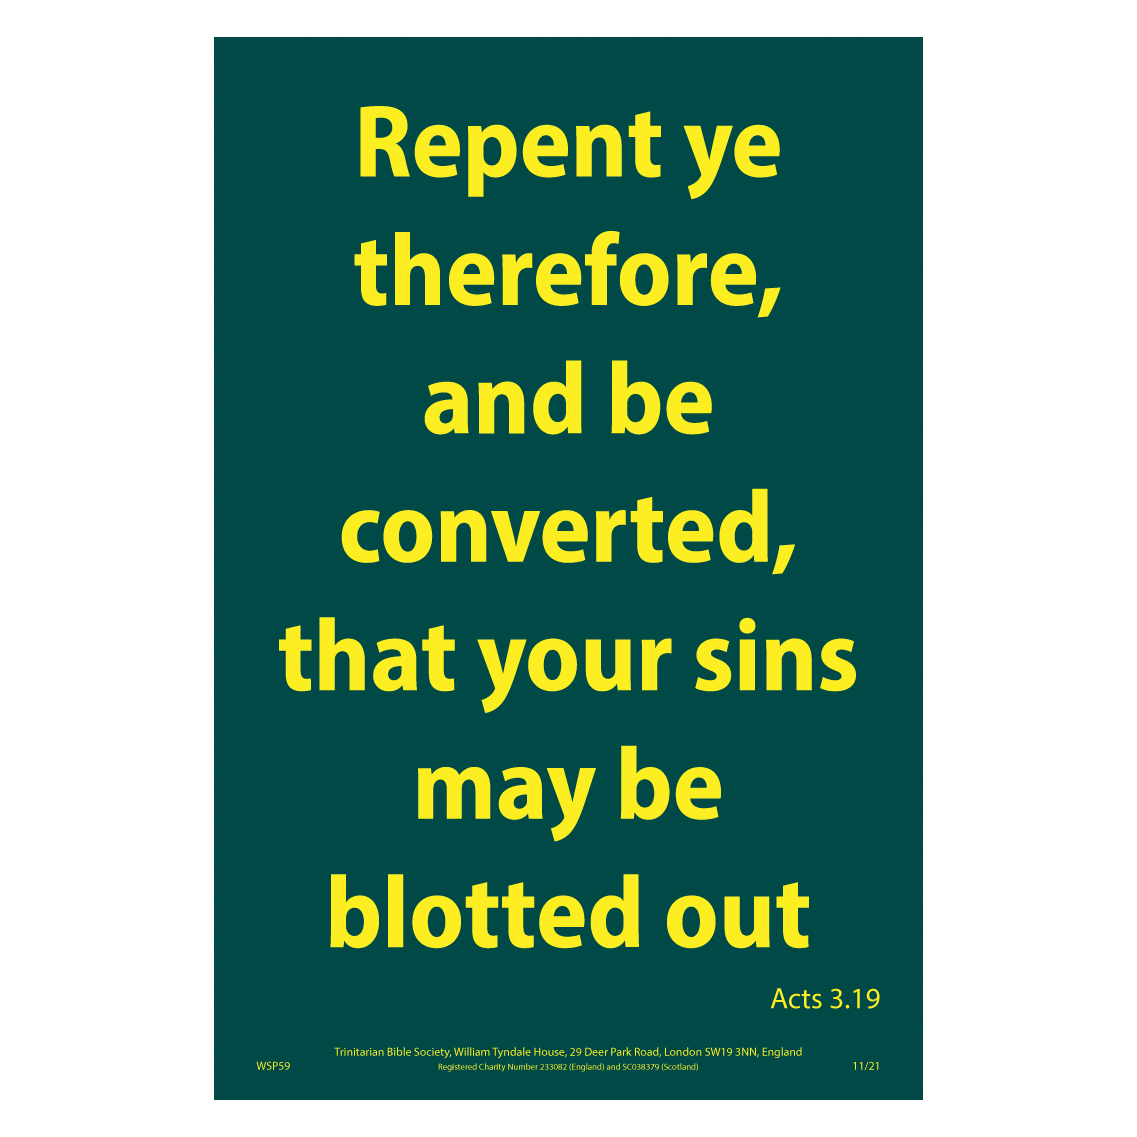 Repent ye
therefore,
and be
converted,
that your sins
may be
blotted out
Acts 3.19
Trinitarian Bible Society, William Tyndale House, 29 Deer Park Road, London SW19 3NN, England
WSP59
Registered Charity Number 233082 (England) and SC038379 (Scotland)
11/21